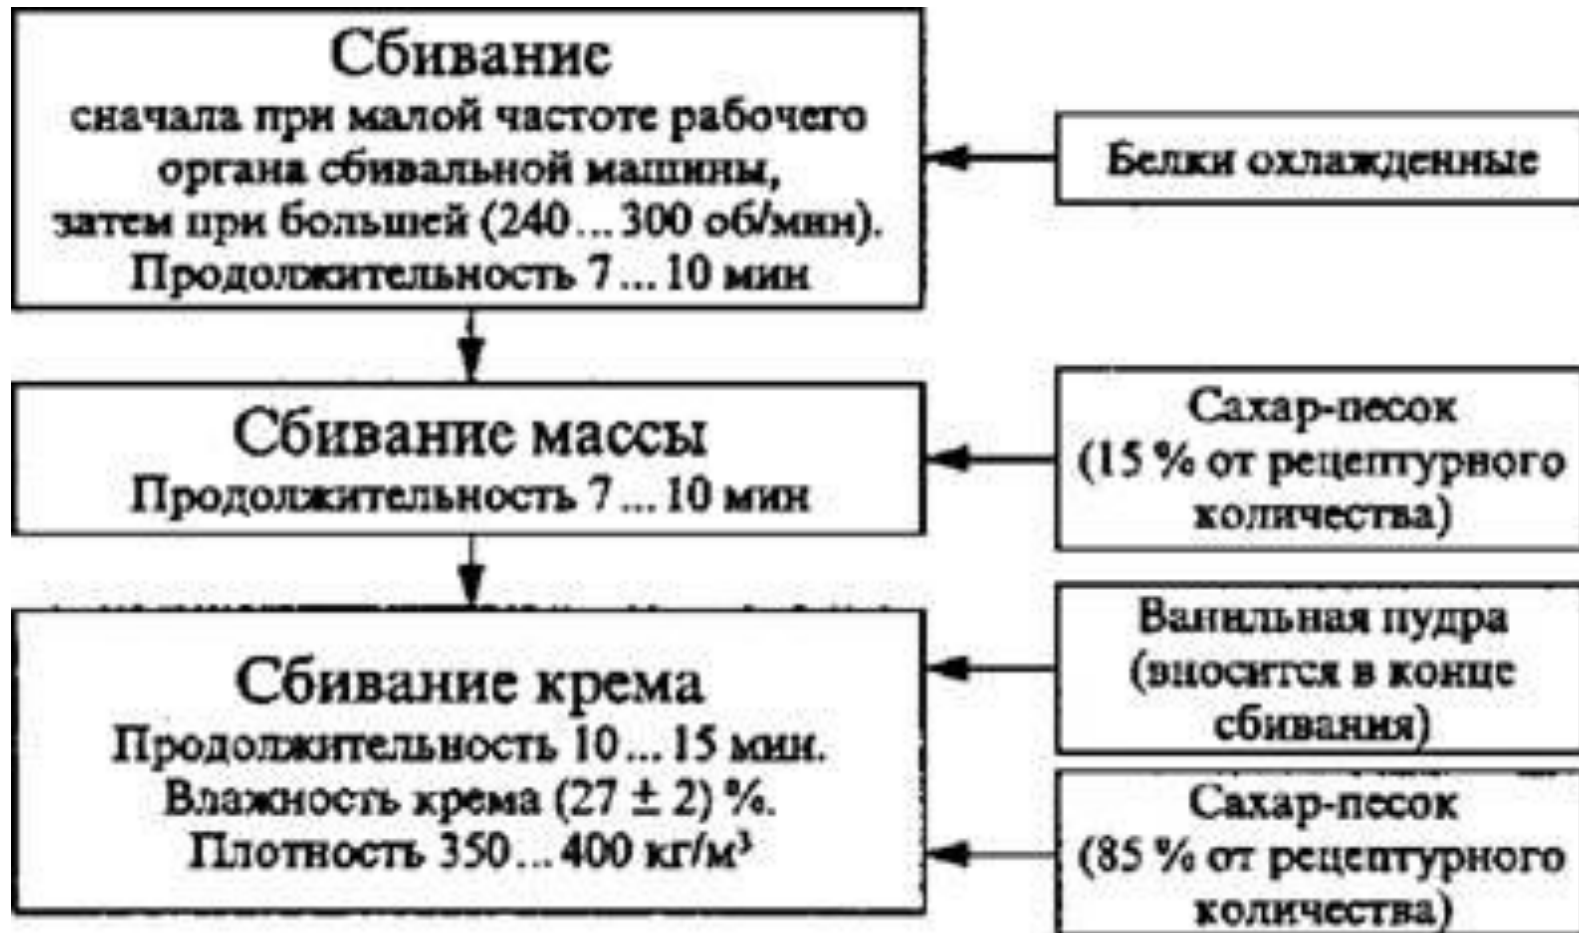 Сбивание
сначала при малой частоте рабочего
органа сбивальной машины,
затем при большей (240 ... 300 об/мин).
Продолжительность 7 ... 10 мин
Белки охлажденные
Сбивание массы
Продолжительность 7 ... 10 мин
Сахар-песок
(15 % от рецептурного
количества)
Сбивание крема
Продолжительность 10 ... 15 мин.
Влажность крема (27 ± 2) %.
Плотность 350 ... 400 кг/м³
Ванильная пудра
(вносится в конце
сбивания)
Сахар-песок
(85 % от рецептурного
количества)